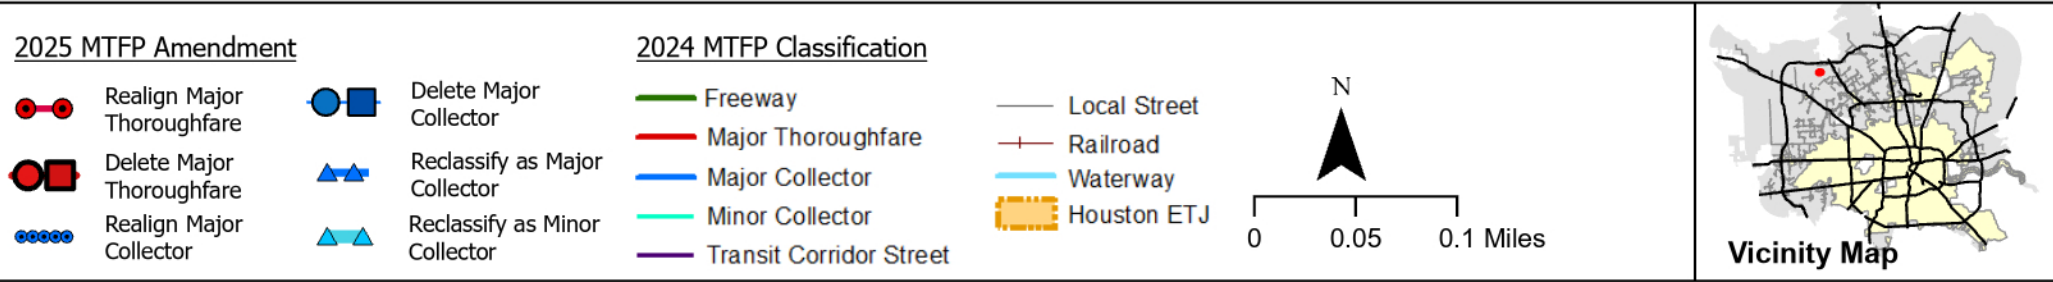 2025 MTFP Amendment
Realign Major
Thoroughfare
Delete Major
Thoroughfare
Realign Major
Collector
Delete Major
Collector
Reclassify as Major
Collector
Reclassify as Minor
Collector
2024 MTFP Classification
Freeway
Major Thoroughfare
Major Collector
Minor Collector
Transit Corridor Street
Local Street
Railroad
Waterway
Houston ETJ
N
0 0.05 0.1 Miles
Vicinity Map